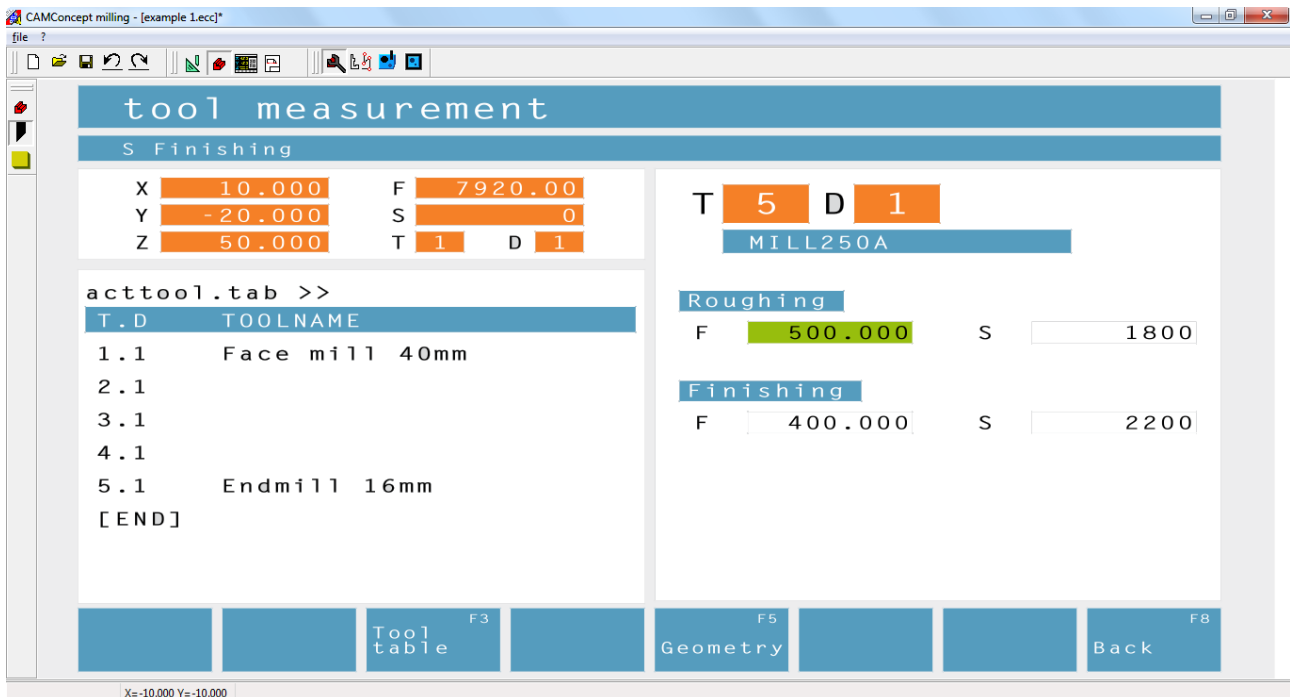 CAMConcept milling - [example 1.ecc]*
file ?
tool measurement
S Finishing
X 10.000 F 7920.00
Y -20.000 S 0
Z 50.000 T 1 D 1
acttool.tab >>
T.D TOOLNAME
1.1 Face mill 40mm
2.1
3.1
4.1
5.1 Endmill 16mm
[END]
T 5 D 1
MILL250A
Roughing
F 500.000 S 1800
Finishing
F 400.000 S 2200
F3
Tool
table
F5
Geometry
F8
Back
X=-10.000 Y=-10.000